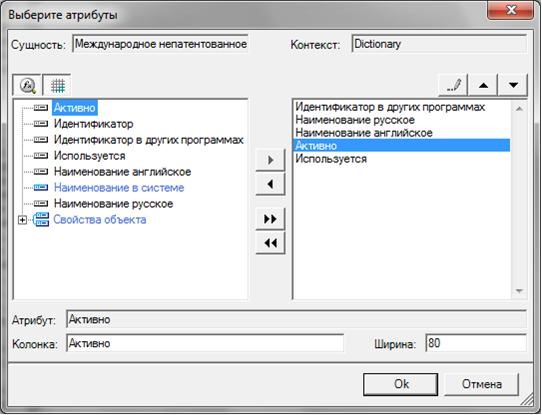 Выберите атрибуты
Сущность: Международное непатентованное Контекст: Dictionary
Активно
Идентификатор
Идентификатор в других программах
Используется
Наименование английское
Наименование в системе
Наименование русское
Свойства объекта
Идентификатор в других программах
Наименование русское
Наименование английское
Активно
Используется
Атрибут: Активно
Колонка: Активно Ширина: 80
Ok Отмена